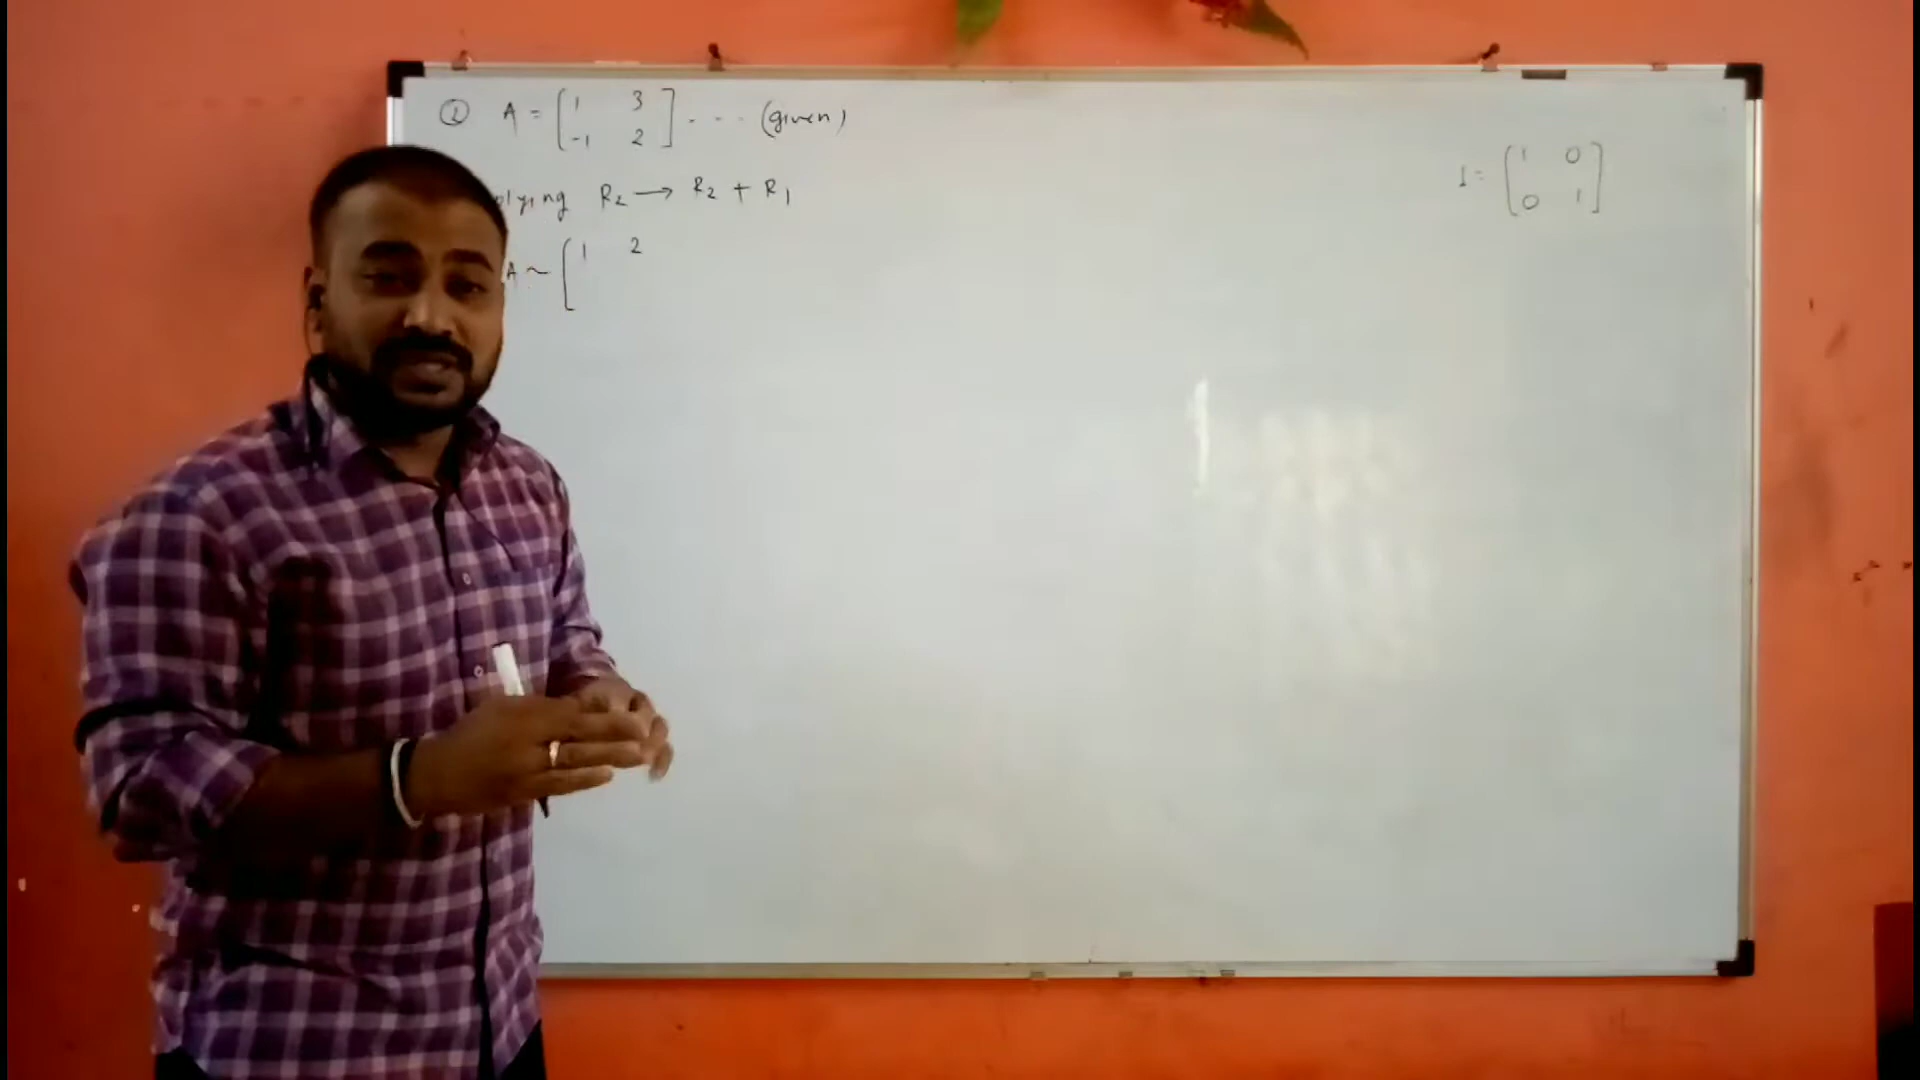 ① A = [ 1 3
-1 2 ] - - - (given)
I = [ 1 0
0 1 ]
plying R₂ → R₂ + R₁
A ~ [ 1 2